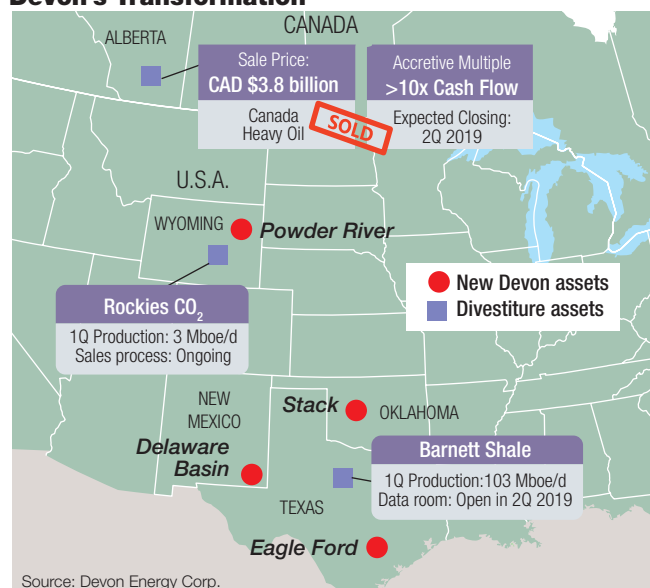 Devon's Transformation
CANADA
ALBERTA
Sale Price:
CAD $3.8 billion
Canada
Heavy Oil
SOLD
Accretive Multiple
>10x Cash Flow
Expected Closing:
2Q 2019
U.S.A.
WYOMING
Powder River
New Devon assets
Divestiture assets
Rockies CO₂
1Q Production: 3 Mboe/d
Sales process: Ongoing
NEW
MEXICO
Stack
OKLAHOMA
Delaware
Basin
Barnett Shale
1Q Production:103 Mboe/d
Data room: Open in 2Q 2019
TEXAS
Eagle Ford
Source: Devon Energy Corp.